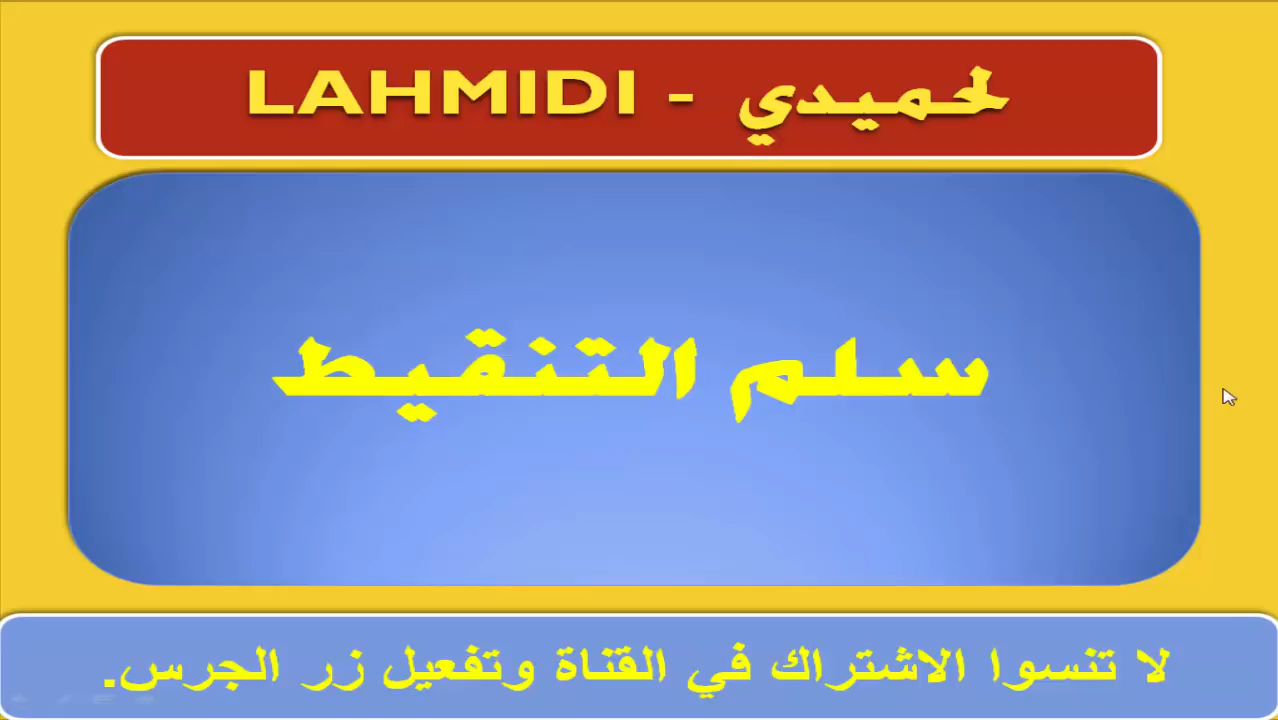 لحميدي - LAHMIDI
سلم التنقيط
لا تنسوا الاشتراك في القناة وتفعيل زر الجرس.